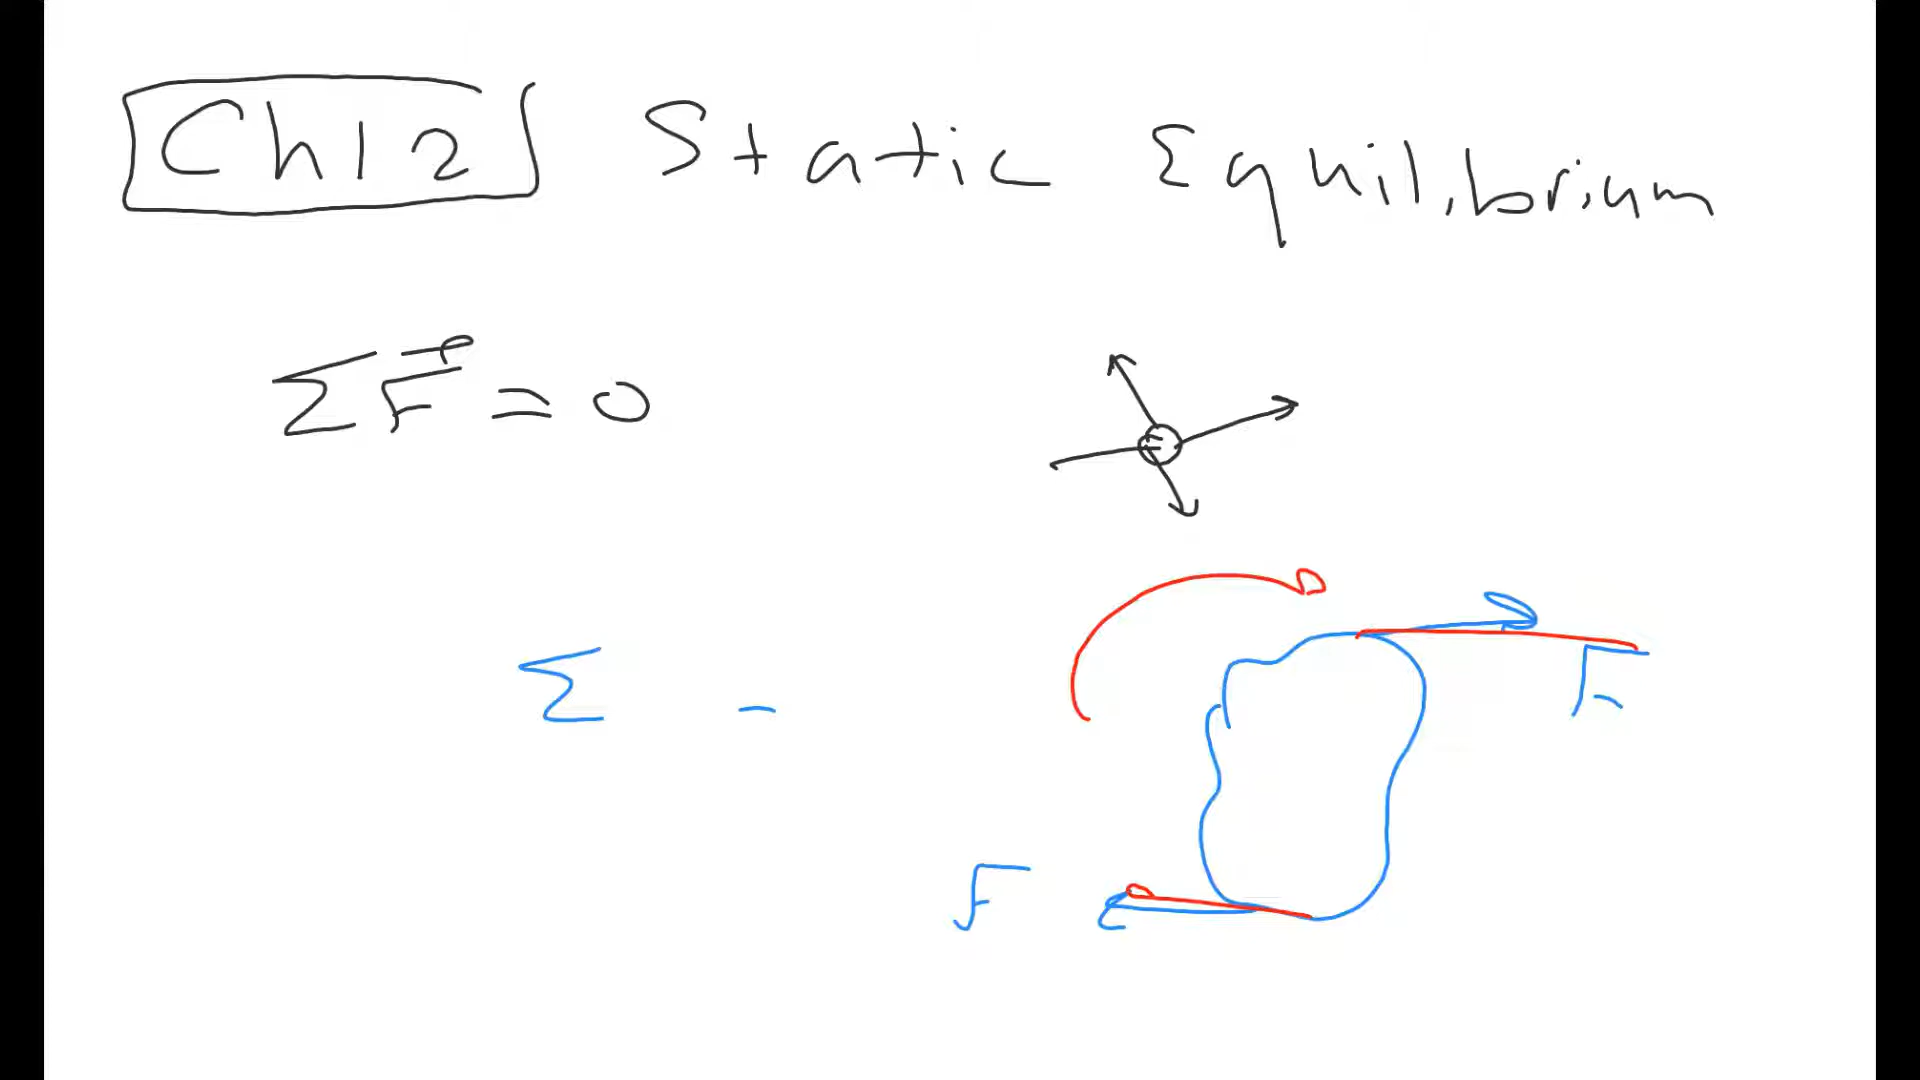 Ch12 Static Equilibrium
ΣF⃗ = 0
Σ –
F
F